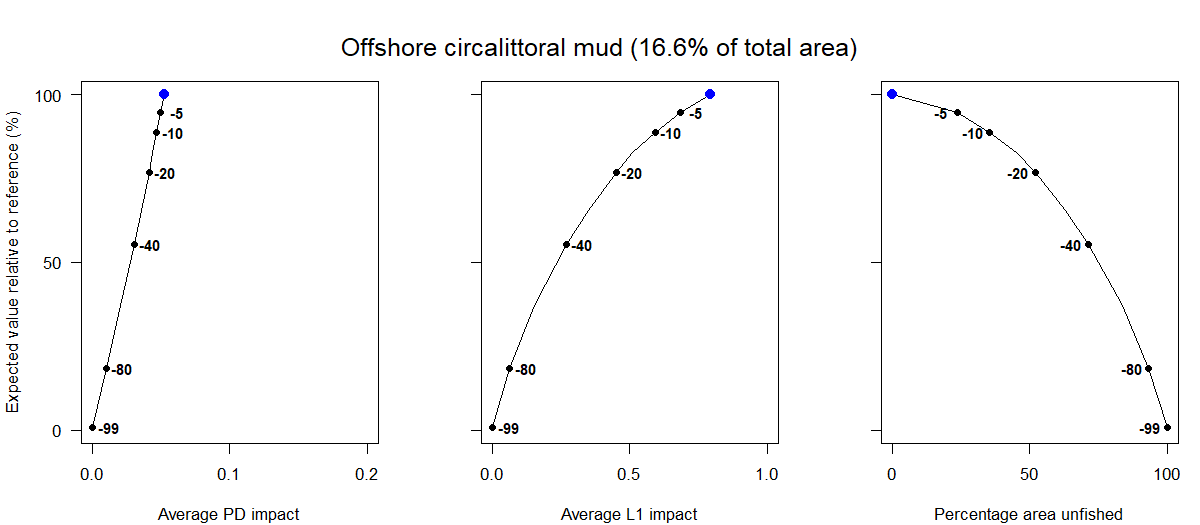 Offshore circalittoral mud (16.6% of total area)
Expected value relative to reference (%)
100
50
0
-5
-10
-20
-40
-80
-99
0.0 0.1 0.2
Average PD impact
-5
-10
-20
-40
-80
-99
0.0 0.5 1.0
Average L1 impact
-5
-10
-20
-40
-80
-99
0 50 100
Percentage area unfished